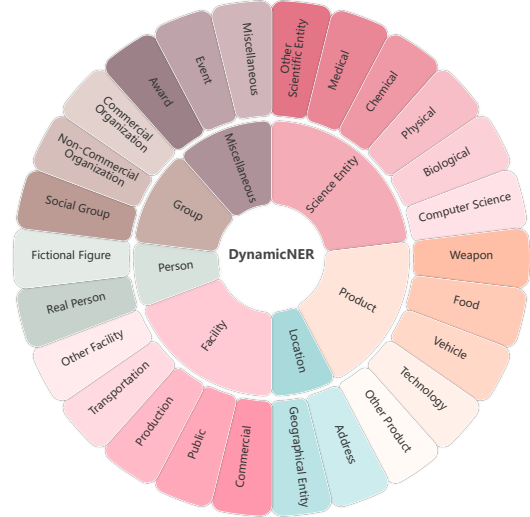 DynamicNER
Science Entity
Product
Location
Facility
Person
Group
Miscellaneous
Other
Scientific Entity
Medical
Chemical
Physical
Biological
Computer Science
Weapon
Food
Vehicle
Technology
Other Product
Address
Geographical Entity
Commercial
Public
Production
Transportation
Other Facility
Real Person
Fictional Figure
Social Group
Non-Commercial
Organization
Commercial
Organization
Award
Event
Miscellaneous